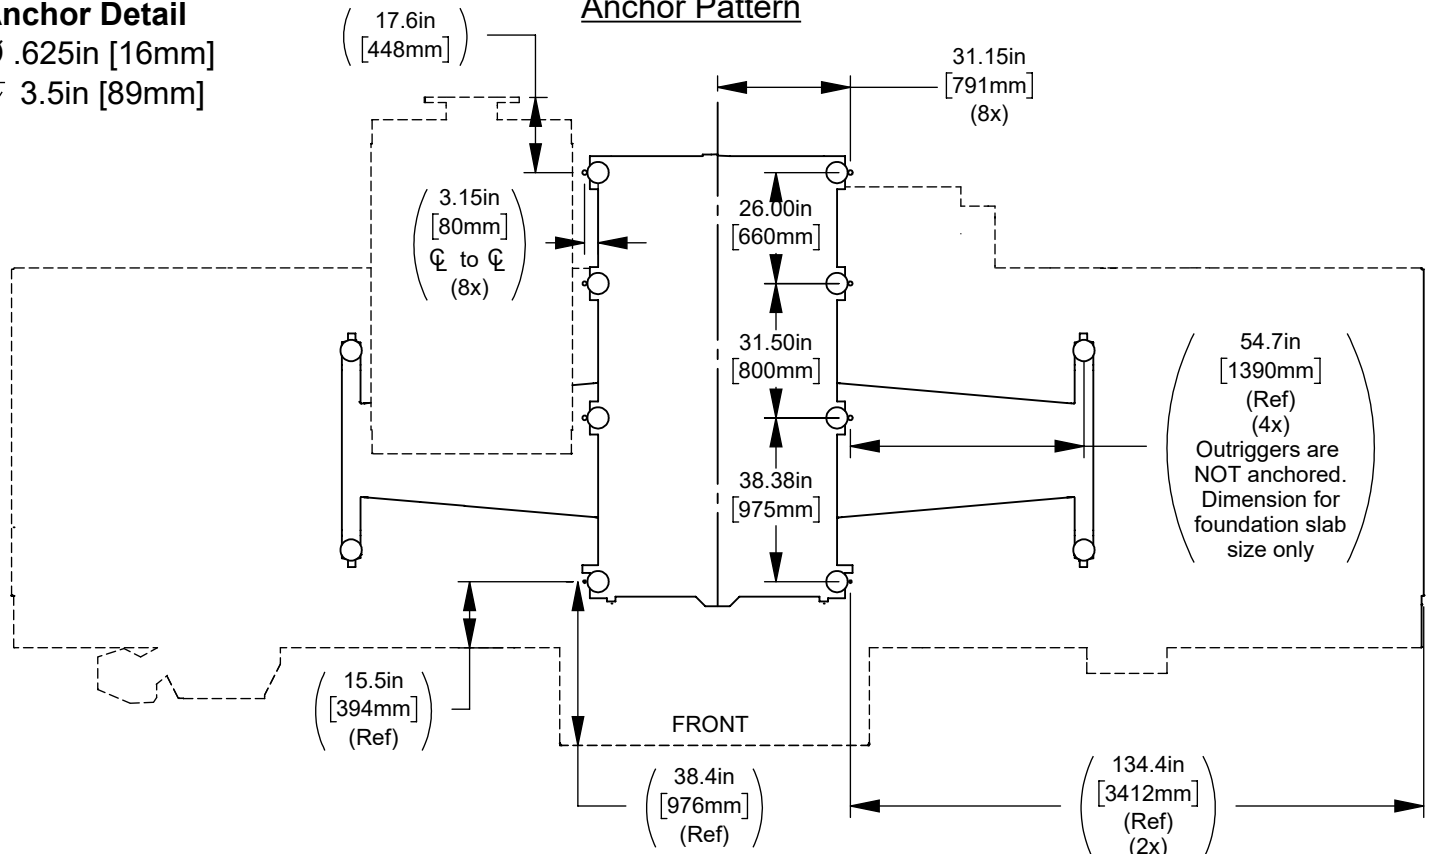 Anchor Pattern
nchor Detail
.625in [16mm]
3.5in [89mm]
17.6in
[448mm]
31.15in
[791mm]
(8x)
3.15in
[80mm]
℄ to ℄
(8x)
26.00in
[660mm]
31.50in
[800mm]
38.38in
[975mm]
54.7in
[1390mm]
(Ref)
(4x)
Outriggers are
NOT anchored.
Dimension for
foundation slab
size only
15.5in
[394mm]
(Ref)
FRONT
38.4in
[976mm]
(Ref)
134.4in
[3412mm]
(Ref)
(2x)